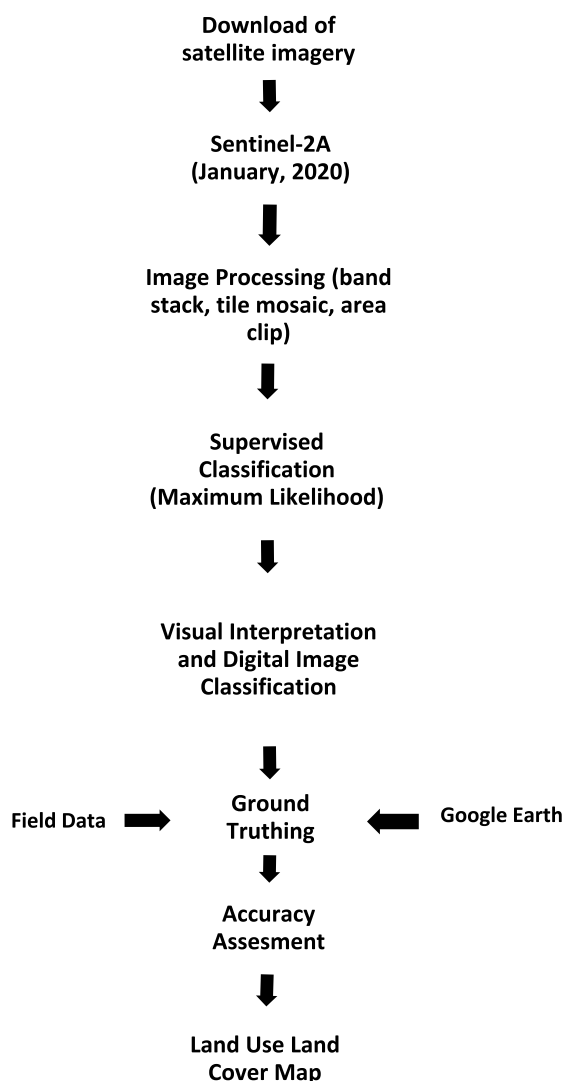 Download of
satellite imagery
Sentinel-2A
(January, 2020)
Image Processing (band
stack, tile mosaic, area
clip)
Supervised
Classification
(Maximum Likelihood)
Visual Interpretation
and Digital Image
Classification
Field Data
Ground
Truthing
Google Earth
Accuracy
Assesment
Land Use Land
Cover Map